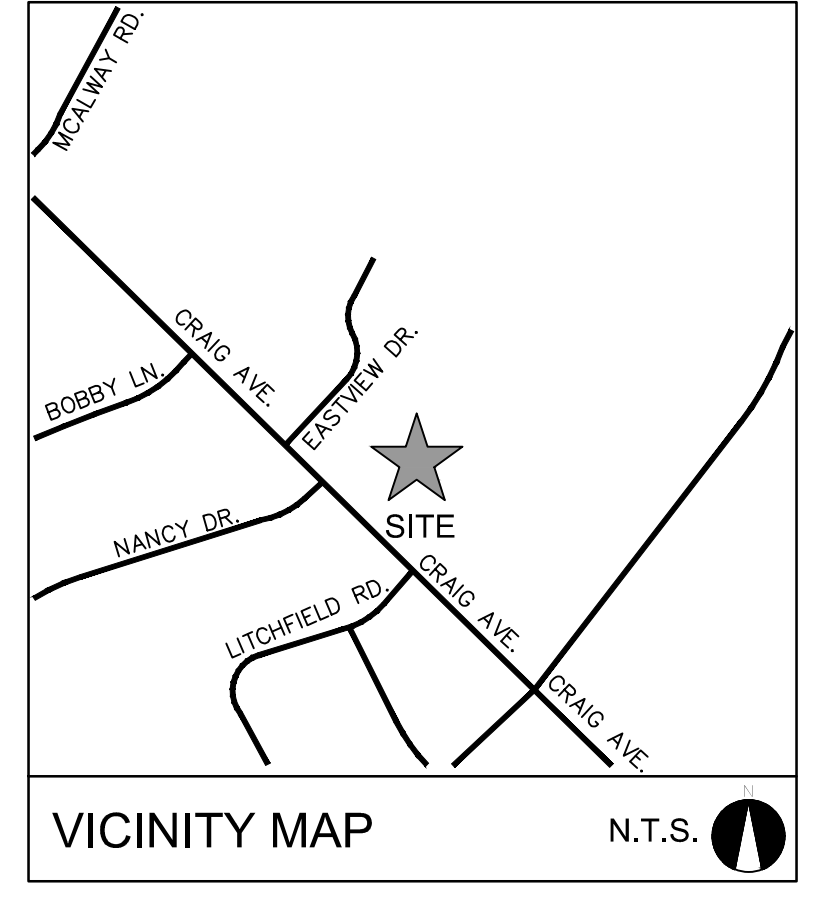 MCALWAY RD.
CRAIG AVE.
EASTVIEW DR.
BOBBY LN.
SITE
NANCY DR.
CRAIG AVE.
LITCHFIELD RD.
CRAIG AVE.
VICINITY MAP
N.T.S.
N